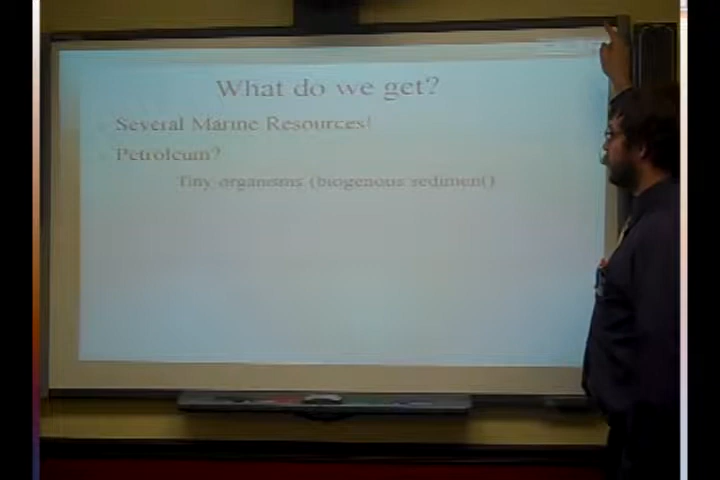 What do we get?
Several Marine Resources!
Petroleum?
Tiny organisms (biogenous sediment)